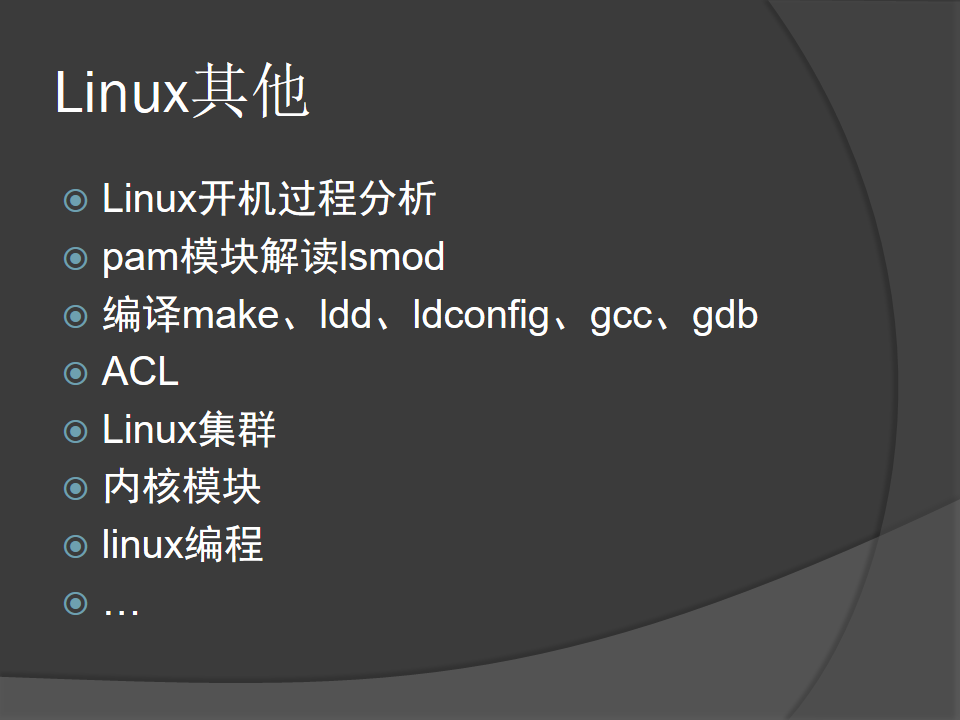 Linux其他
Linux开机过程分析
pam模块解读lsmod
编译make、ldd、ldconfig、gcc、gdb
ACL
Linux集群
内核模块
linux编程
…